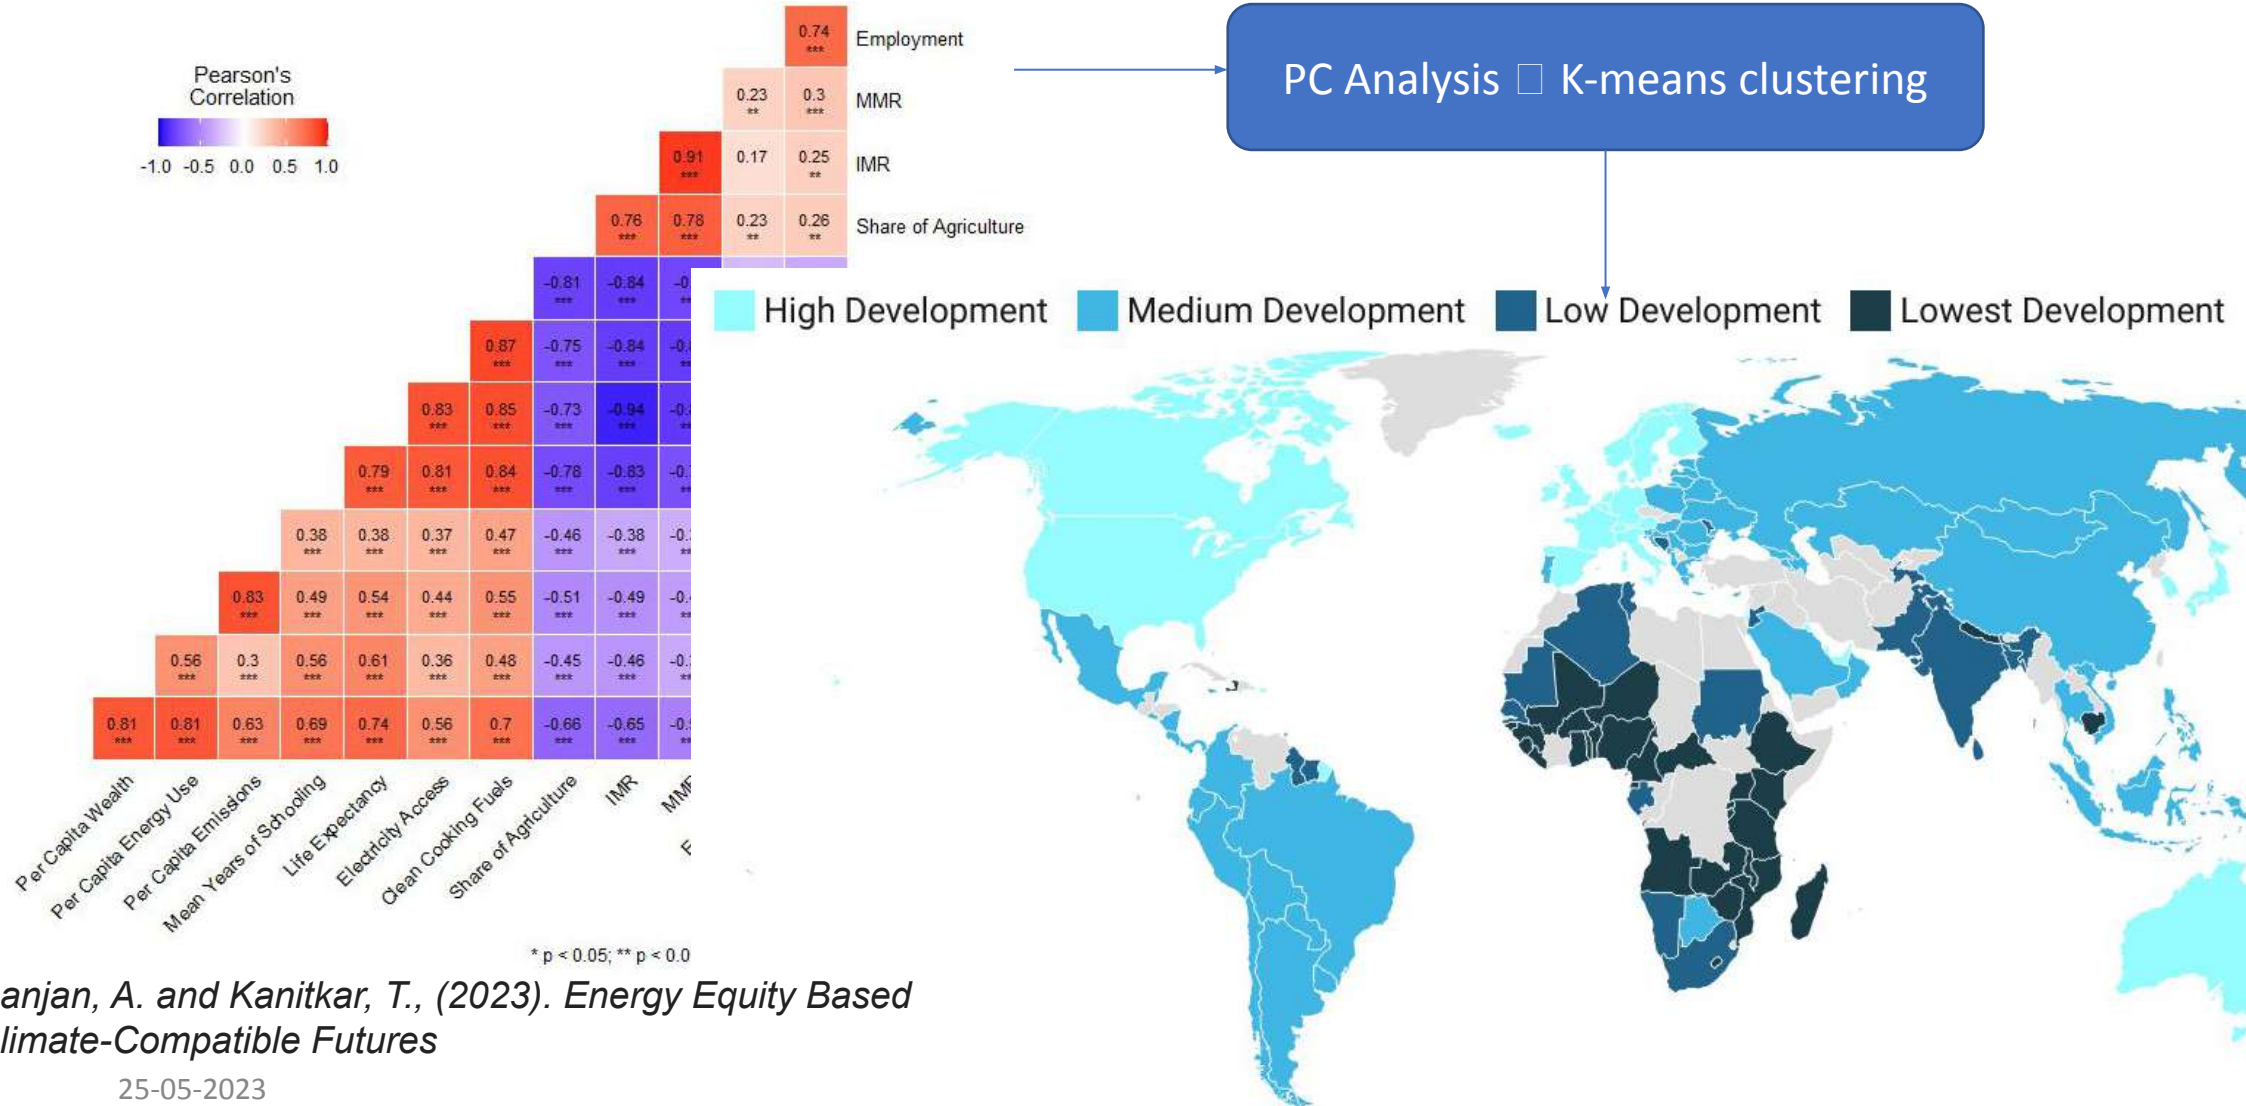 Pearson's
Correlation
-1.0 -0.5 0.0 0.5 1.0
0.74
***
Employment
0.23 0.3
** ***
MMR
0.91 0.17 0.25
*** **
IMR
0.76 0.78 0.23 0.26
*** *** ** **
Share of Agriculture
-0.81 -0.84
*** ***
0.87 -0.75 -0.84
*** *** ***
0.83 0.85 -0.73 -0.94
*** *** *** ***
0.79 0.81 0.84 -0.78 -0.83
*** *** *** *** ***
0.38 0.38 0.37 0.47 -0.46 -0.38
*** *** *** *** *** ***
0.83 0.49 0.54 0.44 0.55 -0.51 -0.49
*** *** *** *** *** *** ***
0.56 0.3 0.56 0.61 0.36 0.48 -0.45 -0.46
*** *** *** *** *** *** *** ***
0.81 0.81 0.63 0.69 0.74 0.56 0.7 -0.66 -0.65
*** *** *** *** *** *** *** *** ***
Per Capita Wealth
Per Capita Energy Use
Per Capita Emissions
Mean Years of Schooling
Life Expectancy
Electricity Access
Clean Cooking Fuels
Share of Agriculture
IMR
* p < 0.05; ** p < 0.0
PC Analysis □ K-means clustering
High Development
Medium Development
Low Development
Lowest Development
anjan, A. and Kanitkar, T., (2023). Energy Equity Based
limate-Compatible Futures
25-05-2023